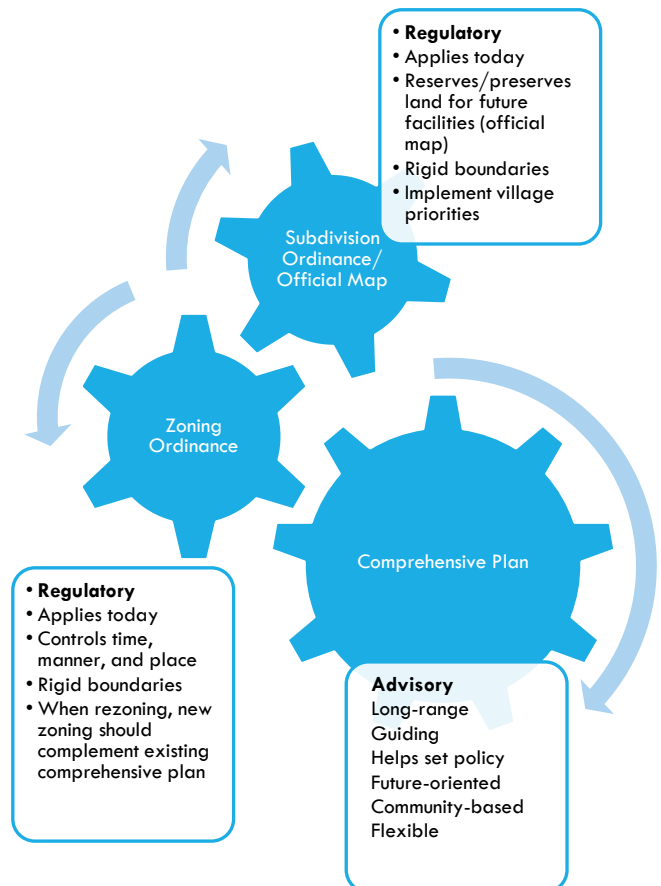 • Regulatory
• Applies today
• Reserves/preserves
land for future
facilities (official
map)
• Rigid boundaries
• Implement village
priorities
Subdivision
Ordinance/
Official Map
Zoning
Ordinance
Comprehensive Plan
• Regulatory
• Applies today
• Controls time,
manner, and place
• Rigid boundaries
• When rezoning, new
zoning should
complement existing
comprehensive plan
Advisory
Long-range
Guiding
Helps set policy
Future-oriented
Community-based
Flexible